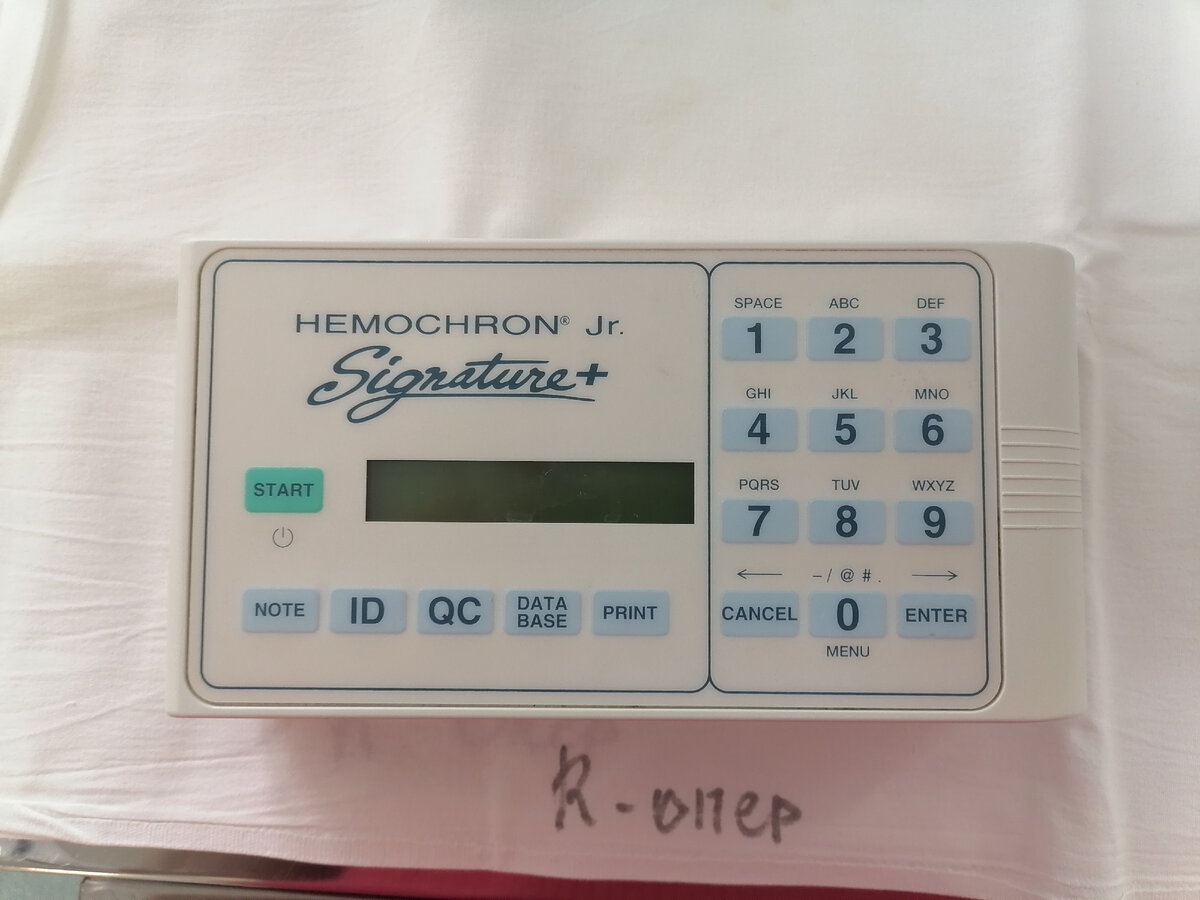 HEMOCHRON® Jr.
Signature+
START
NOTE
ID
QC
DATA
BASE
PRINT
SPACE ABC DEF
1 2 3
GHI JKL MNO
4 5 6
PQRS TUV WXYZ
7 8 9
← – / @ # . →
CANCEL 0 ENTER
MENU
R - опер